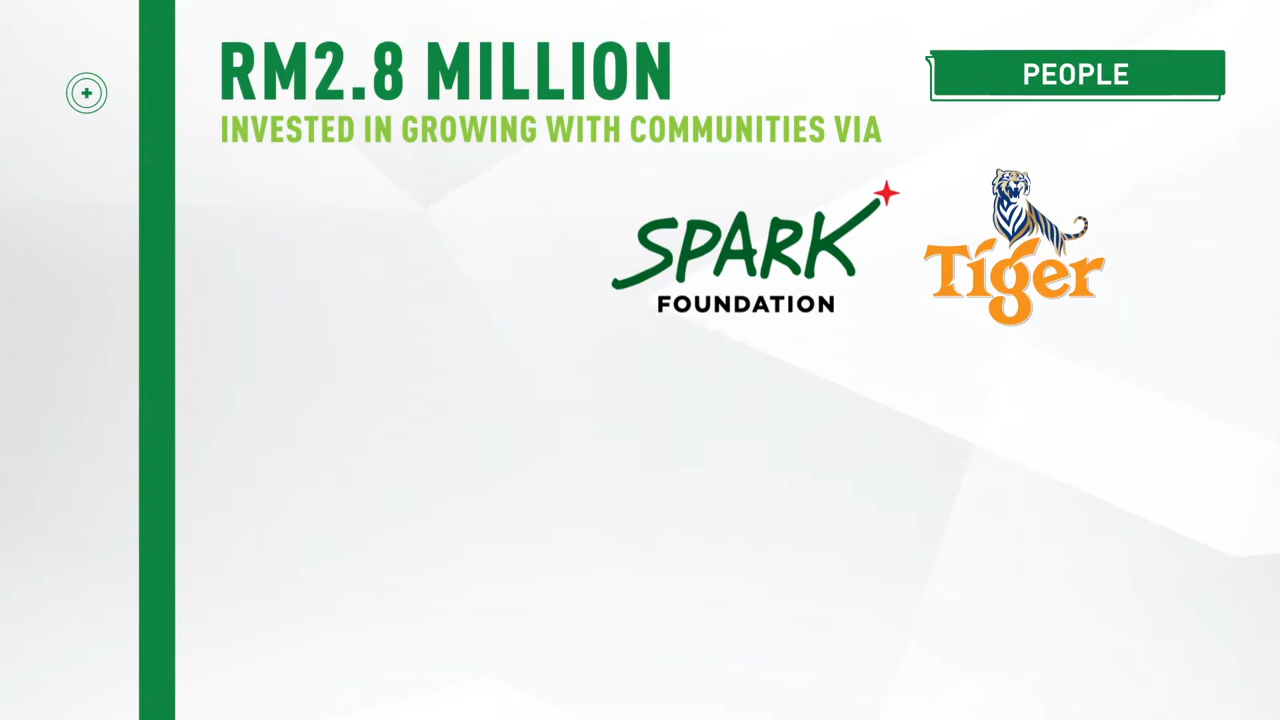 RM2.8 MILLION
INVESTED IN GROWING WITH COMMUNITIES VIA
PEOPLE
SPARK
FOUNDATION
Tiger